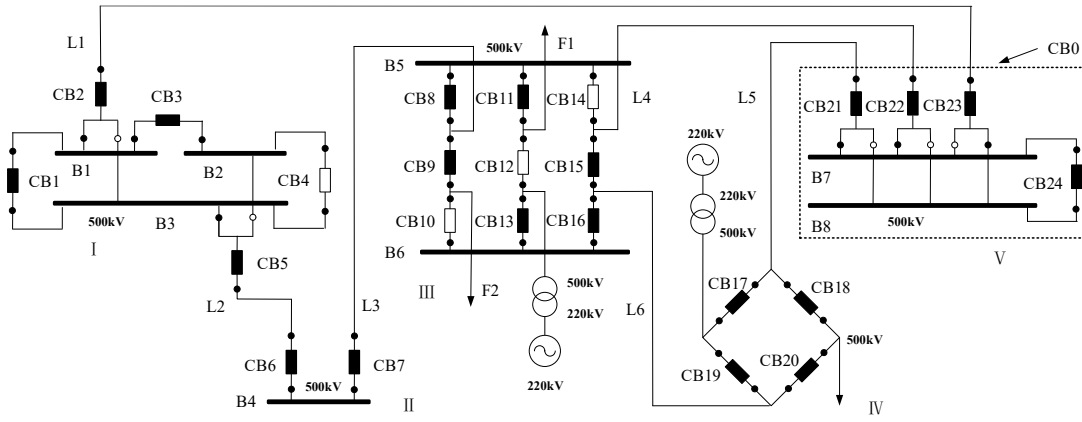 L1
CB2
CB3
CB1
B1
B2
CB4
500kV
B3
I
CB5
L2
CB6
500kV
CB7
B4
II
L3
B5
500kV
F1
CB8
CB11
CB14
L4
CB9
CB12
CB15
CB10
CB13
CB16
B6
III
F2
500kV
220kV
220kV
L6
L5
220kV
220kV
500kV
CB17
CB18
500kV
CB19
CB20
IV
CB0
CB21
CB22
CB23
B7
CB24
B8
500kV
V